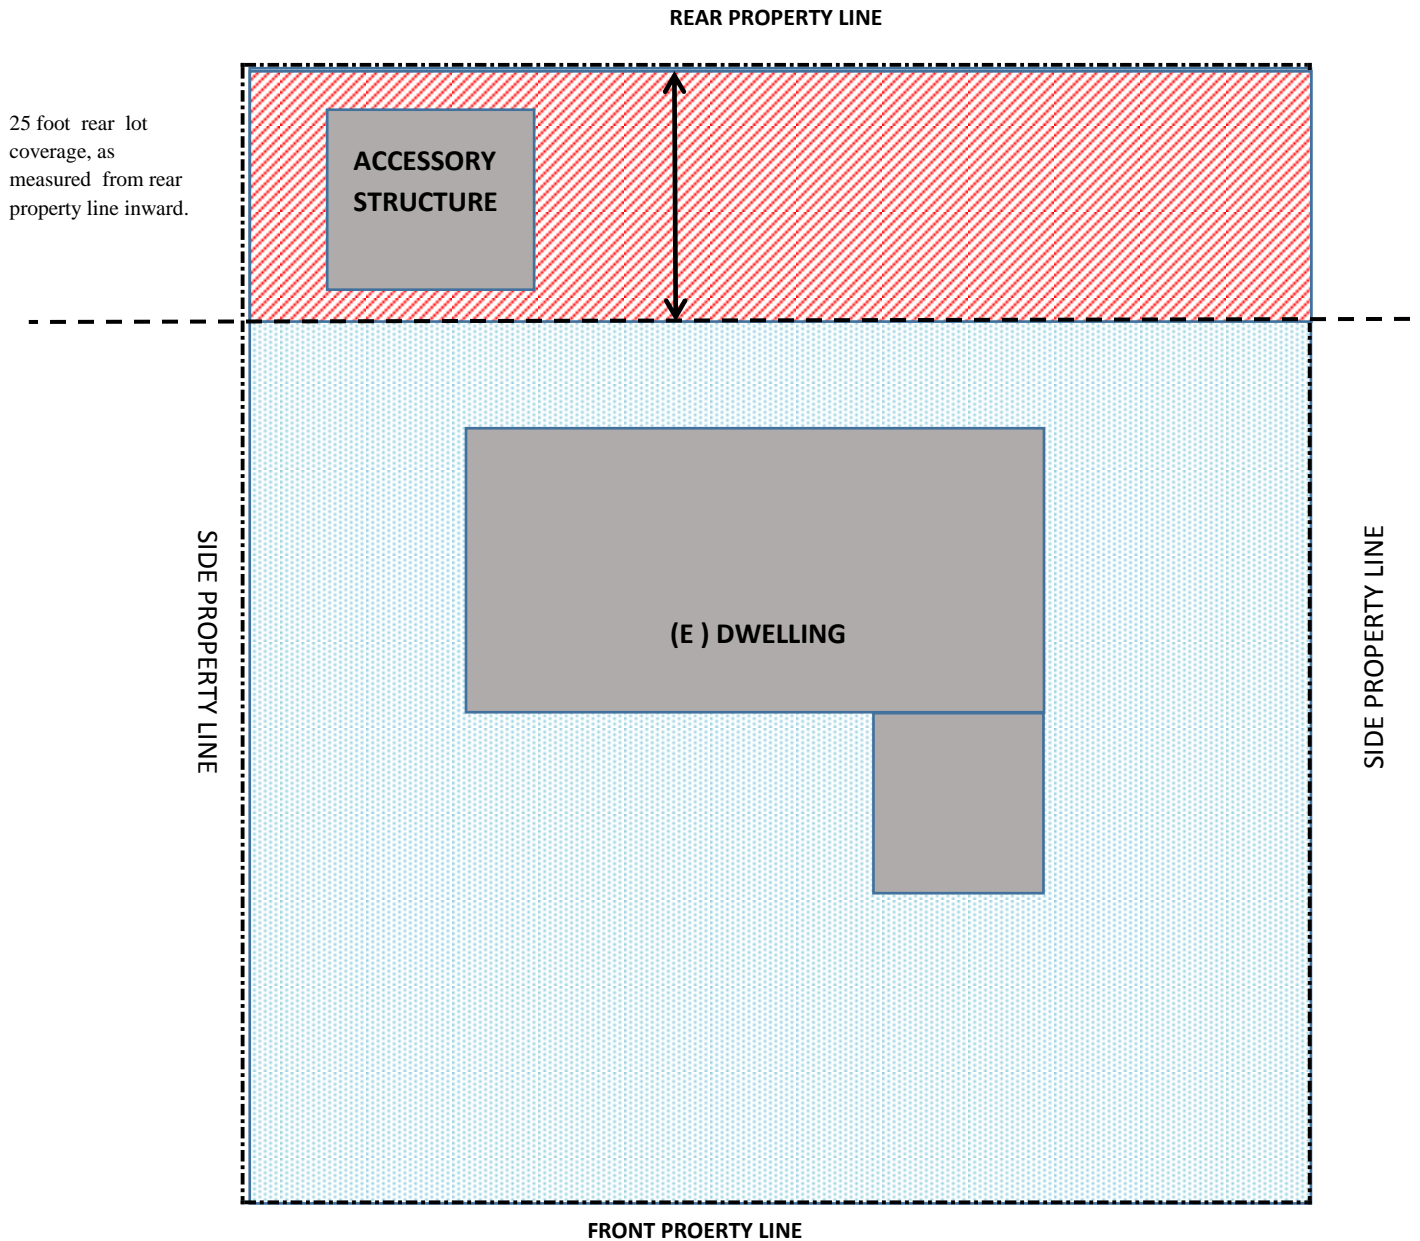 REAR PROPERTY LINE
25 foot rear lot
coverage, as
measured from rear
property line inward.
ACCESSORY
STRUCTURE
SIDE PROPERTY LINE
(E ) DWELLING
SIDE PROPERTY LINE
FRONT PROERTY LINE